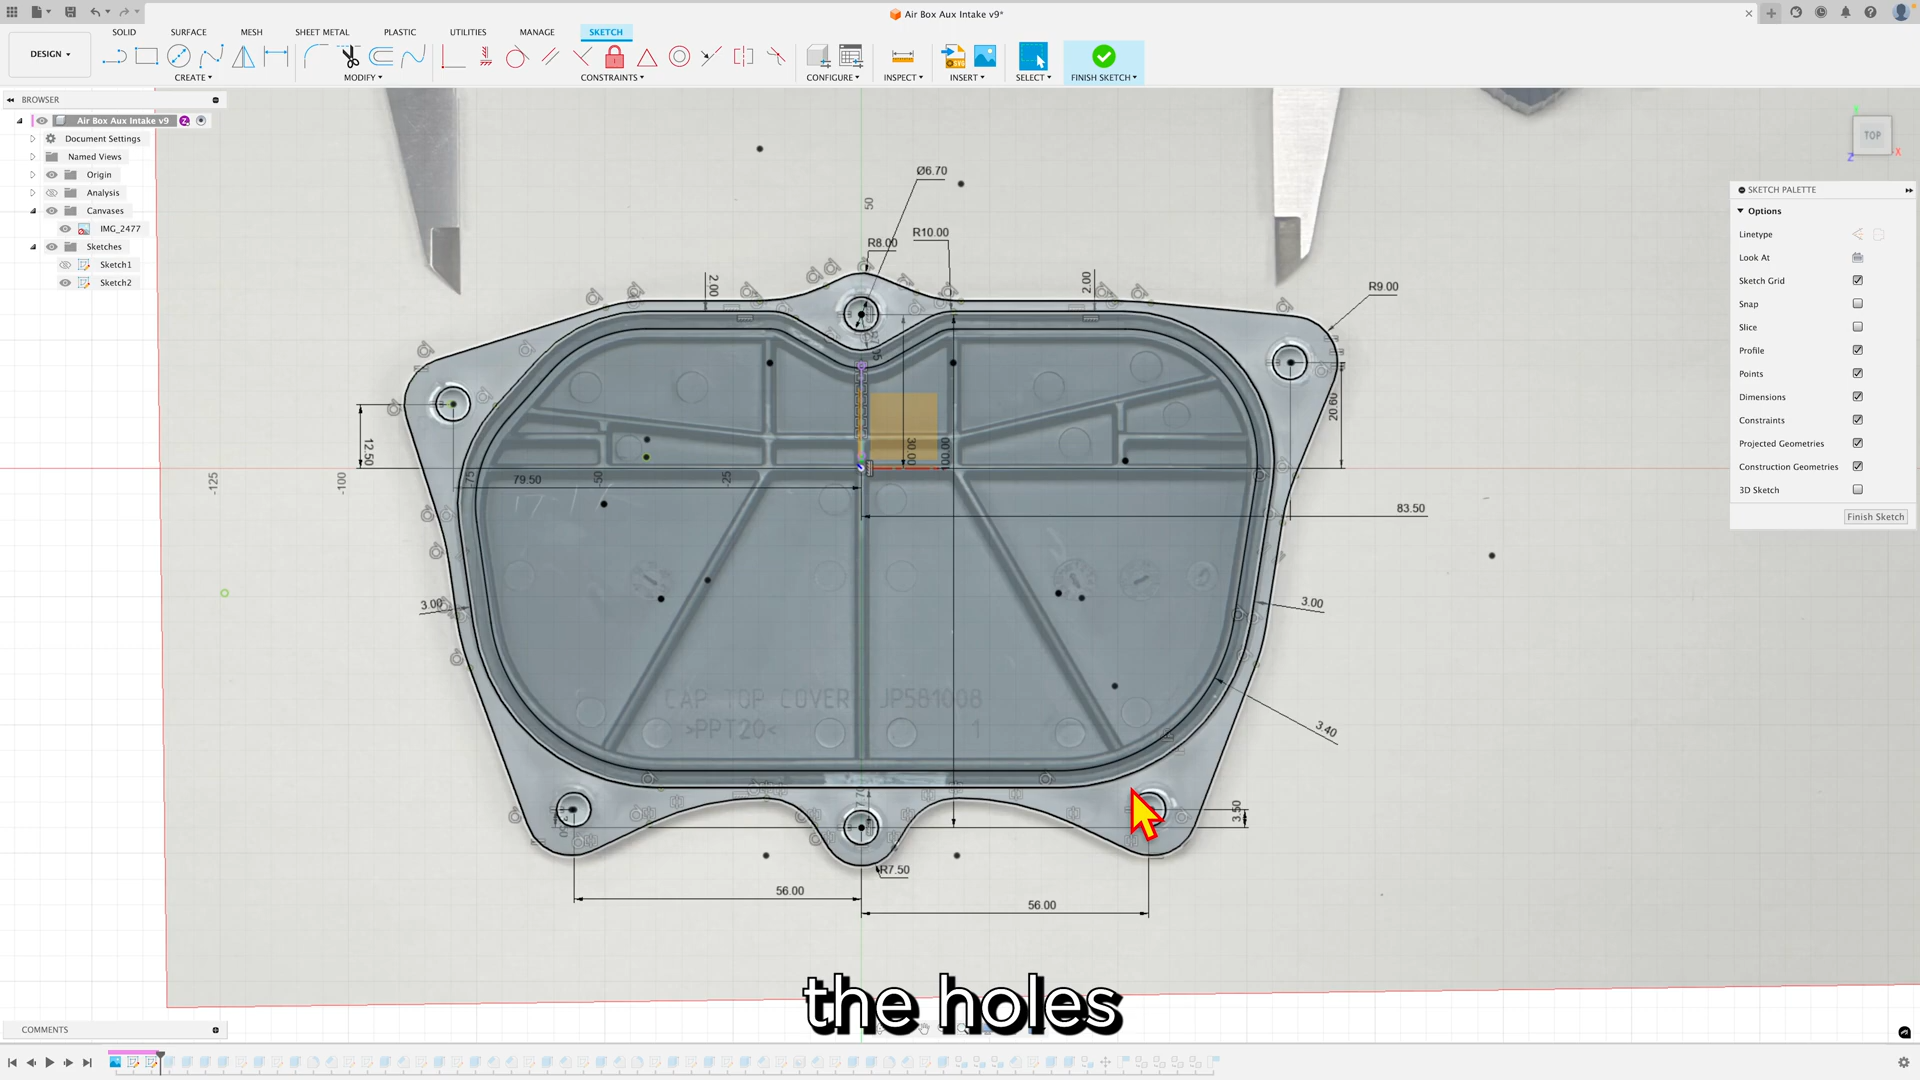 Air Box Aux Intake v9*
DESIGN
SOLID
SURFACE
MESH
SHEET METAL
PLASTIC
UTILITIES
MANAGE
SKETCH
CREATE
MODIFY
CONSTRAINTS
CONFIGURE
INSPECT
INSERT
SELECT
FINISH SKETCH
BROWSER
Air Box Aux Intake v9
Document Settings
Named Views
Origin
Analysis
Canvases
IMG_2477
Sketches
Sketch1
Sketch2
TOP
X
Z
SKETCH PALETTE
Options
Linetype
Look At
Sketch Grid
Snap
Slice
Profile
Points
Dimensions
Constraints
Projected Geometries
Construction Geometries
3D Sketch
Finish Sketch
Ø6.70
50
R8.00
R10.00
2.00
2.00
R9.00
12.50
20.60
30.00
100.00
-125
-100
-75
-50
-25
79.50
83.50
3.00
3.00
3.40
CAP TOP COVER JP581008
>PPT20<
1
3.50
R7.50
56.00
56.00
the holes
COMMENTS